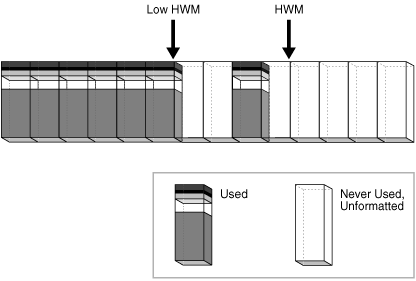 Low HWM
HWM
Used
Never Used,
Unformatted